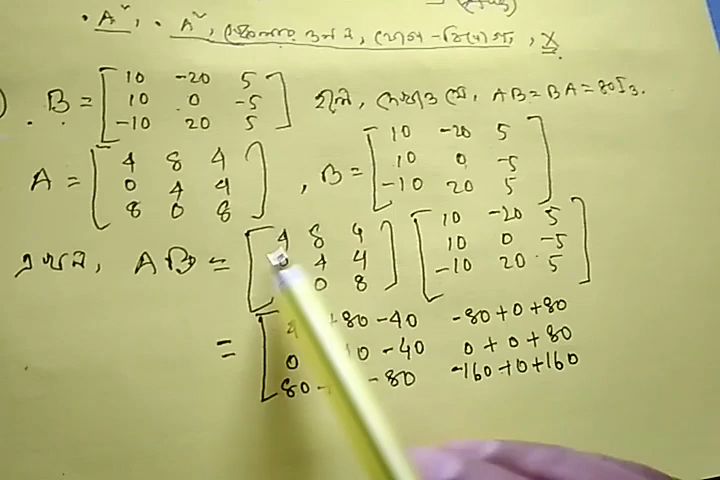 • A², • A², যোগ-বিয়োগ, X
B = [10 -20 5
10 0 -5
-10 20 5] হলে, দেখাও যে, AB=BA=80I₃.
A = [4 8 4
0 4 4
8 0 8], B = [10 -20 5
10 0 -5
-10 20 5]
এখন, AB = [4 8 4
4 4
0 8] [10 -20 5
10 0 -5
-10 20 5]
= [4 +80-40 -80+0+80
0 -40 0+0+80
80 -80 -160+0+160